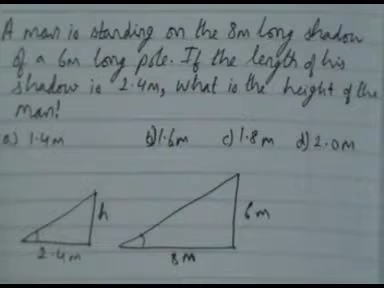 A man is standing on the 8m long shadow
of a 6m long pole. If the length of his
shadow is 2.4m, what is the height of the
man!
a) 1.4m b) 1.6m c) 1.8m d) 2.0m
h 6m
2.4m 8m